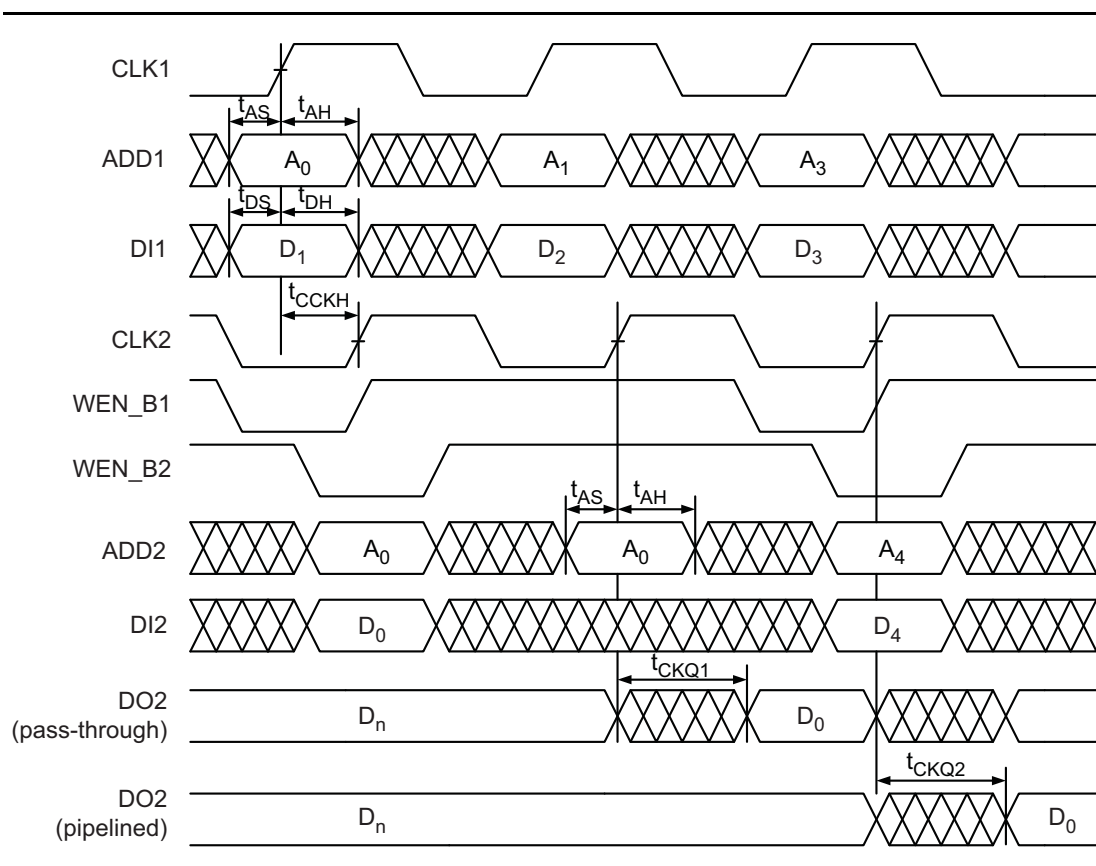 CLK1
t_AS t_AH
ADD1 A_0 A_1 A_3
t_DS t_DH
DI1 D_1 D_2 D_3
t_CCKH
CLK2
WEN_B1
WEN_B2
t_AS t_AH
ADD2 A_0 A_0 A_4
DI2 D_0 D_4
t_CKQ1
DO2
(pass-through)
D_n D_0
t_CKQ2
DO2
(pipelined)
D_n D_0